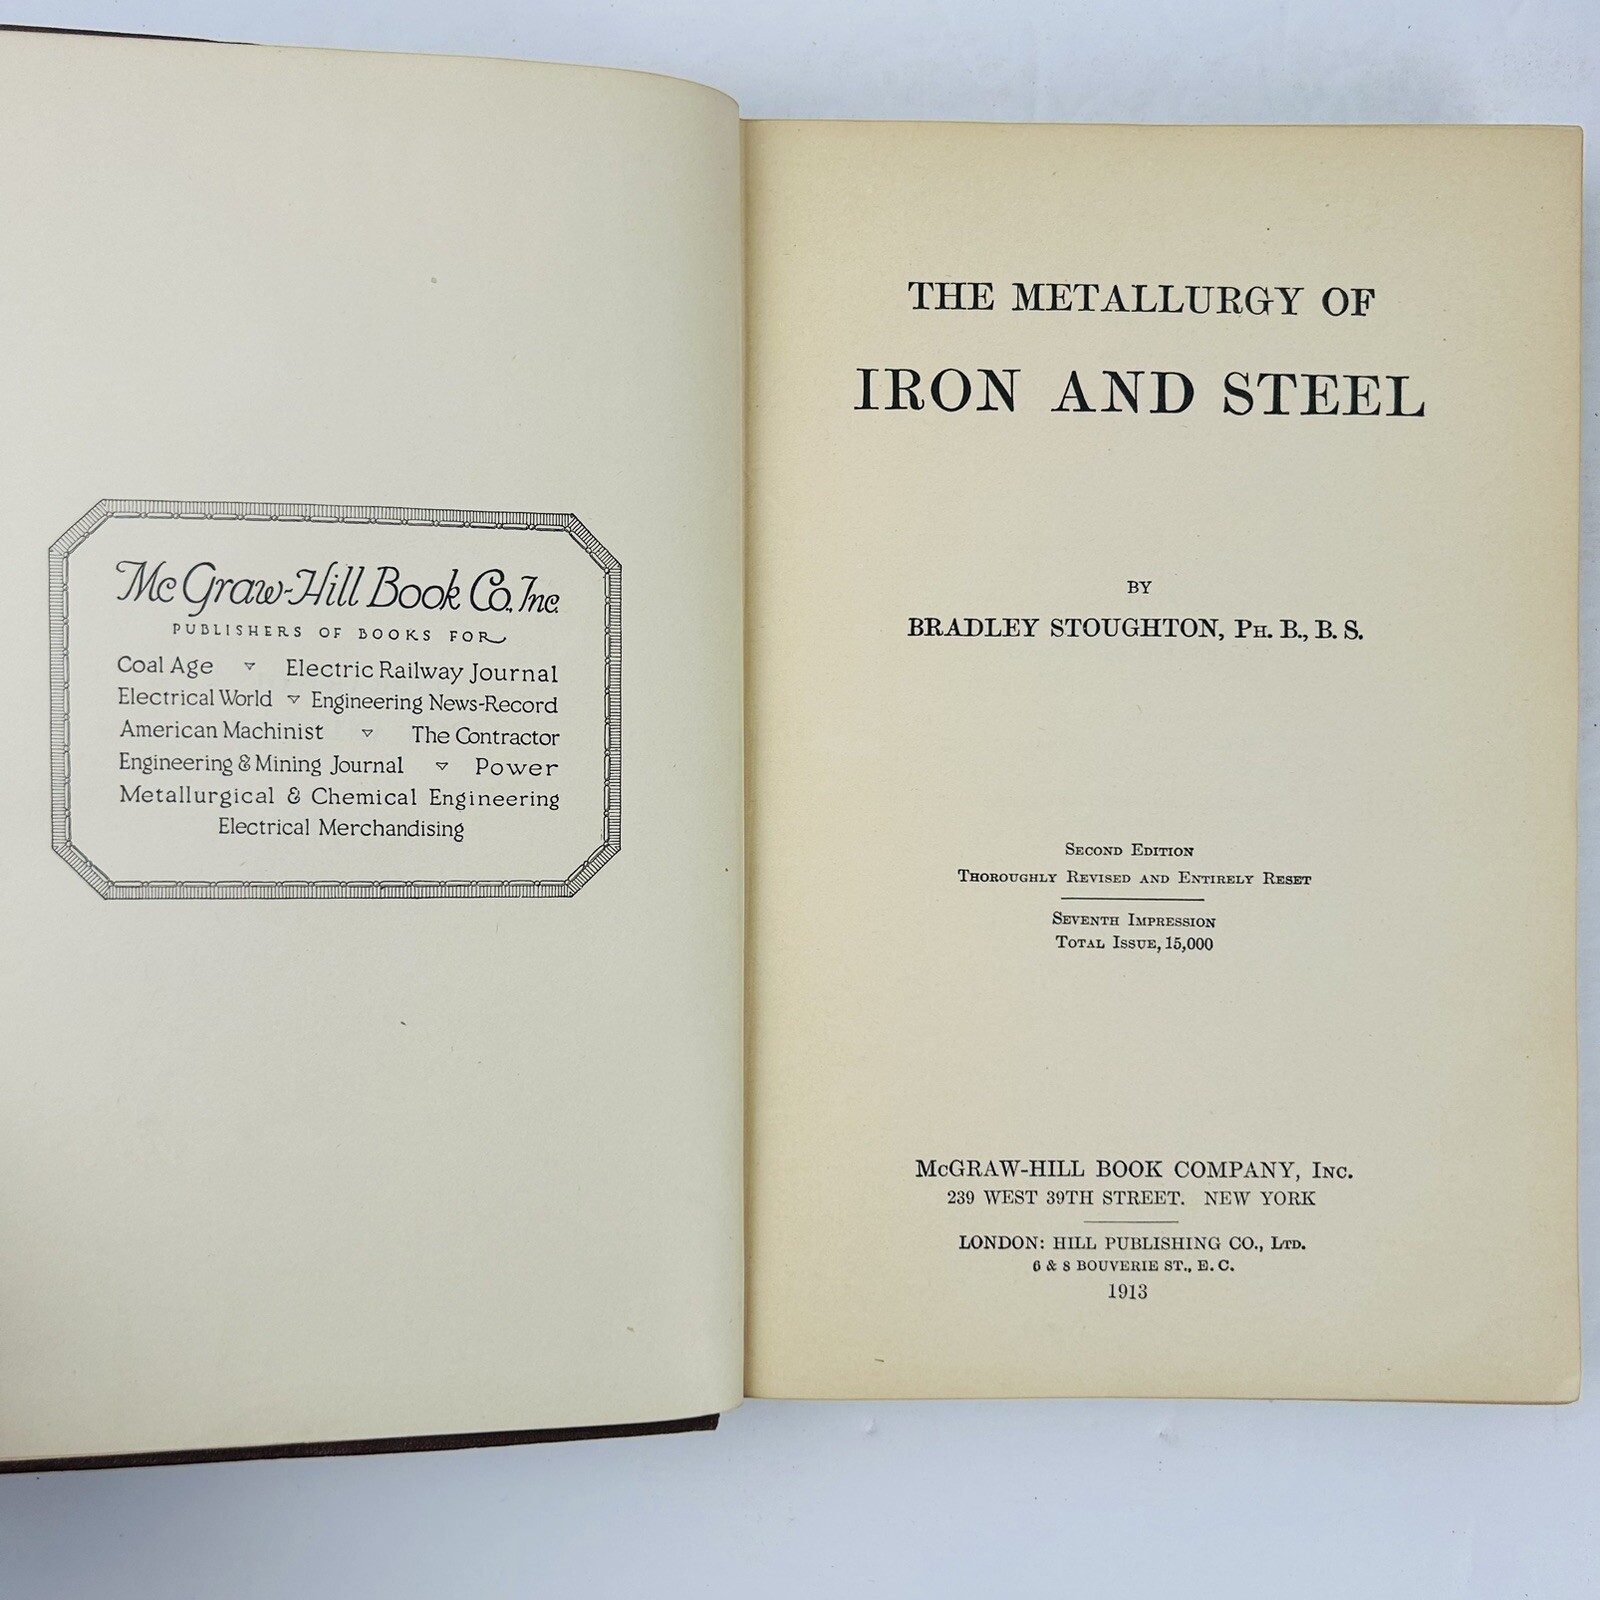 Mc Graw-Hill Book Co., Inc.
PUBLISHERS OF BOOKS FOR
Coal Age ▿ Electric Railway Journal
Electrical World ▿ Engineering News-Record
American Machinist ▿ The Contractor
Engineering & Mining Journal ▿ Power
Metallurgical & Chemical Engineering
Electrical Merchandising
THE METALLURGY OF
IRON AND STEEL
BY
BRADLEY STOUGHTON, PH. B., B. S.
SECOND EDITION
THOROUGHLY REVISED AND ENTIRELY RESET
SEVENTH IMPRESSION
TOTAL ISSUE, 15,000
McGRAW-HILL BOOK COMPANY, INC.
239 WEST 39TH STREET. NEW YORK
LONDON: HILL PUBLISHING CO., LTD.
6 & 8 BOUVERIE ST., E. C.
1913